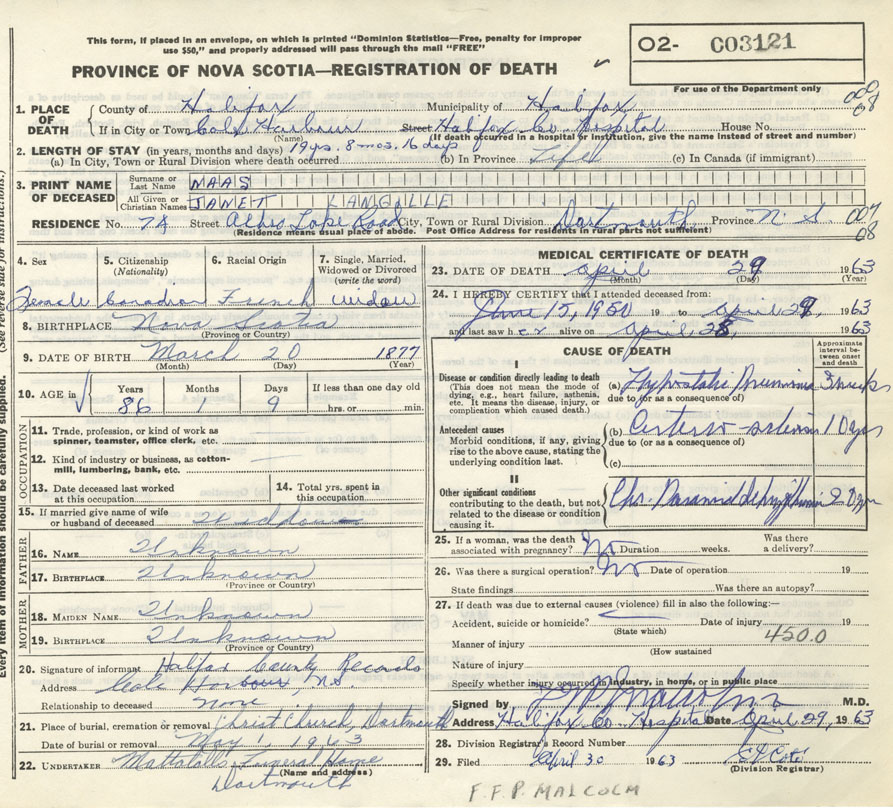 This form, if placed in an envelope, on which is printed "Dominion Statistics—Free, penalty for improper
use $50," and properly addressed will pass through the mail "FREE"
O2- C03121
PROVINCE OF NOVA SCOTIA—REGISTRATION OF DEATH
For use of the Department only
1. PLACE OF DEATH County of Halifax Municipality of Halifax
If in City or Town Cole Harbour Street Halifax Co. Hospital House No.
(Name) (If death occurred in a hospital or institution, give the name instead of street and number)
2. LENGTH OF STAY (in years, months and days) 19 yrs. 8 mos. 16 days
(a) In City, Town or Rural Division where death occurred (b) In Province Life (c) In Canada (if immigrant)
3. PRINT NAME OF DECEASED Surname or Last Name MAAS
All Given or Christian Names JANET LANGILLE
RESIDENCE No. 7A Street Albro Lake Road City, Town or Rural Division Dartmouth Province N. S.
(Residence means usual place of abode. Post Office Address for residents in rural parts not sufficient)
4. Sex 5. Citizenship (Nationality) 6. Racial Origin 7. Single, Married, Widowed or Divorced (write the word)
Female Canadian French widow
8. BIRTHPLACE Nova Scotia
(Province or Country)
9. DATE OF BIRTH March 20 1877
(Month) (Day) (Year)
10. AGE in Years Months Days If less than one day old
86 1 9 hrs. or min.
OCCUPATION
11. Trade, profession, or kind of work as spinner, teamster, office clerk, etc.
12. Kind of industry or business, as cotton-mill, lumbering, bank, etc.
13. Date deceased last worked at this occupation 14. Total yrs. spent in this occupation
15. If married give name of wife or husband of deceased Widow
FATHER
16. NAME Unknown
17. BIRTHPLACE Unknown
(Province or Country)
MOTHER
18. MAIDEN NAME Unknown
19. BIRTHPLACE Unknown
(Province or Country)
20. Signature of informant Halifax County Records
Address Cole Harbour, N.S.
Relationship to deceased none
21. Place of burial, cremation or removal Christ Church, Dartmouth
Date of burial or removal May 1, 1963
22. UNDERTAKER Mattatall Funeral Home
(Name and address)
Dartmouth
MEDICAL CERTIFICATE OF DEATH
23. DATE OF DEATH April 29 1963
(Month) (Day) (Year)
24. I HEREBY CERTIFY that I attended deceased from:
June 15, 1950 19 to April 29, 1963
and last saw her alive on April 28, 1963
CAUSE OF DEATH
Approximate interval between onset and death
I
Disease or condition directly leading to death
(This does not mean the mode of dying, e.g., heart failure, asthenia, etc. It means the disease, injury, or complication which caused death.)
(a) Hypostatic Pneumonia 3 weeks
due to (or as a consequence of)
Antecedent causes
Morbid conditions, if any, giving rise to the above cause, stating the underlying condition last.
(b) 10 yrs
due to (or as a consequence of)
(c)
II
Other significant conditions
contributing to the death, but not related to the disease or condition causing it.
Chr. Paranoid Schizophrenia 20 yrs
25. If a woman, was the death associated with pregnancy? No Duration weeks. Was there a delivery?
26. Was there a surgical operation? No Date of operation 19
State findings Was there an autopsy?
27. If death was due to external causes (violence) fill in also the following:—
Accident, suicide or homicide? Date of injury 19
(State which)
450.0
Manner of injury
(How sustained
Nature of injury
Specify whether injury occurred in industry, in home, or in public place
Signed by M.D.
Address Halifax Co. Hospital Date April 29, 1963
28. Division Registrar's Record Number
29. Filed April 30 1963
(Division Registrar)
F.F.P. MALCOLM
Every item of information should be carefully supplied. (See reverse side for instructions.)